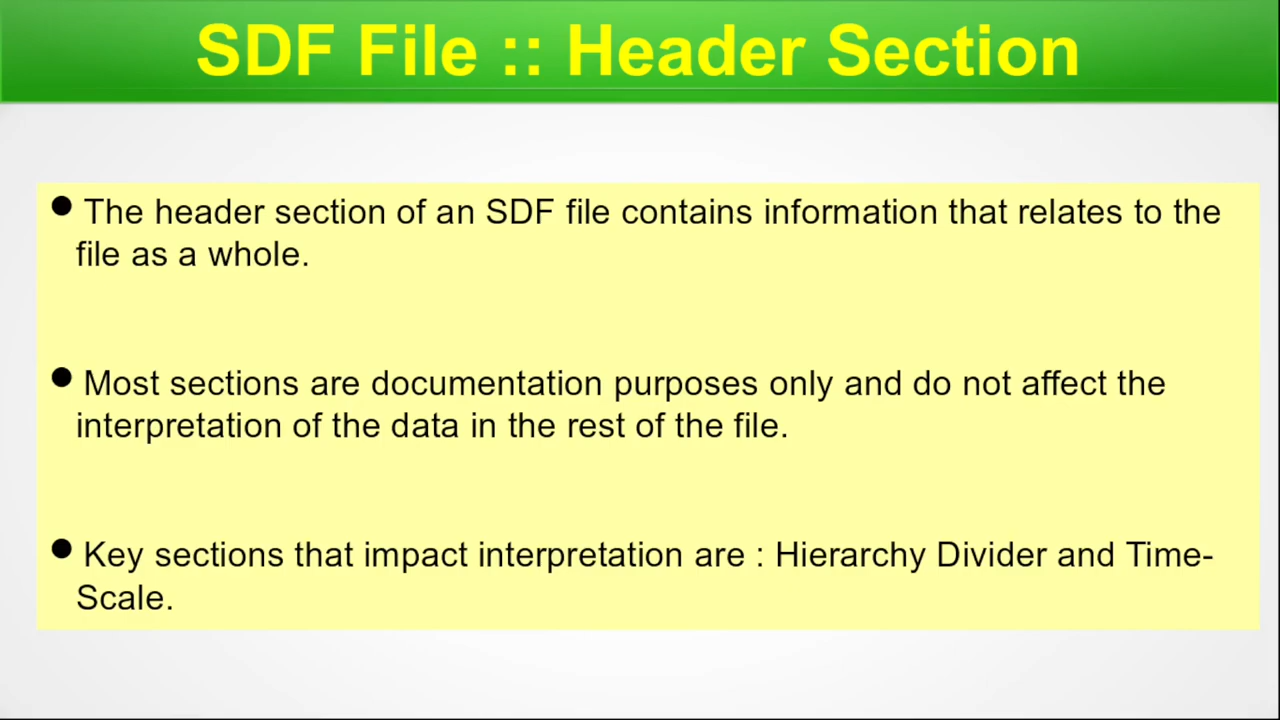 SDF File :: Header Section
● The header section of an SDF file contains information that relates to the
file as a whole.
● Most sections are documentation purposes only and do not affect the
interpretation of the data in the rest of the file.
● Key sections that impact interpretation are : Hierarchy Divider and Time-
Scale.